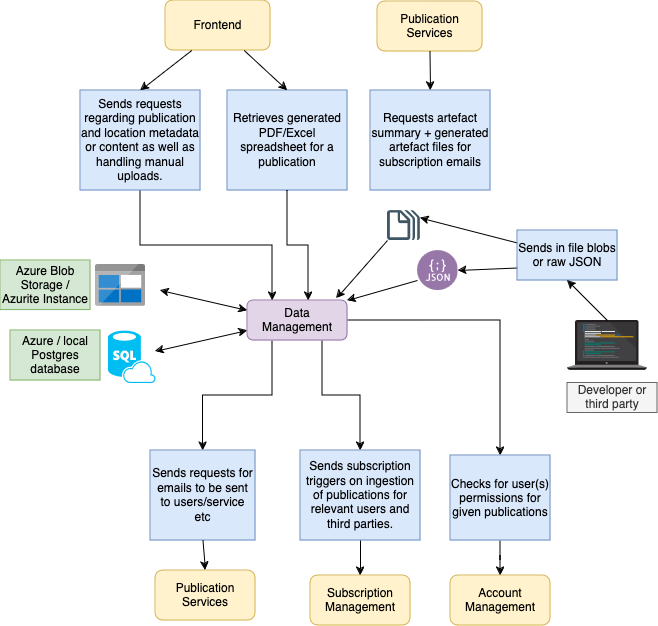 Frontend
Publication
Services
Sends requests
regarding publication
and location metadata
or content as well as
handling manual
uploads.
Retrieves generated
PDF/Excel
spreadsheet for a
publication
Requests artefact
summary + generated
artefact files for
subscription emails
Sends in file blobs
or raw JSON
{;}
JSON
Azure Blob
Storage /
Azurite Instance
Data
Management
Azure / local
Postgres
database
SQL
Developer or
third party
Sends requests for
emails to be sent
to users/service
etc
Sends subscription
triggers on ingestion
of publications for
relevant users and
third parties.
Checks for user(s)
permissions for
given publications
Publication
Services
Subscription
Management
Account
Management